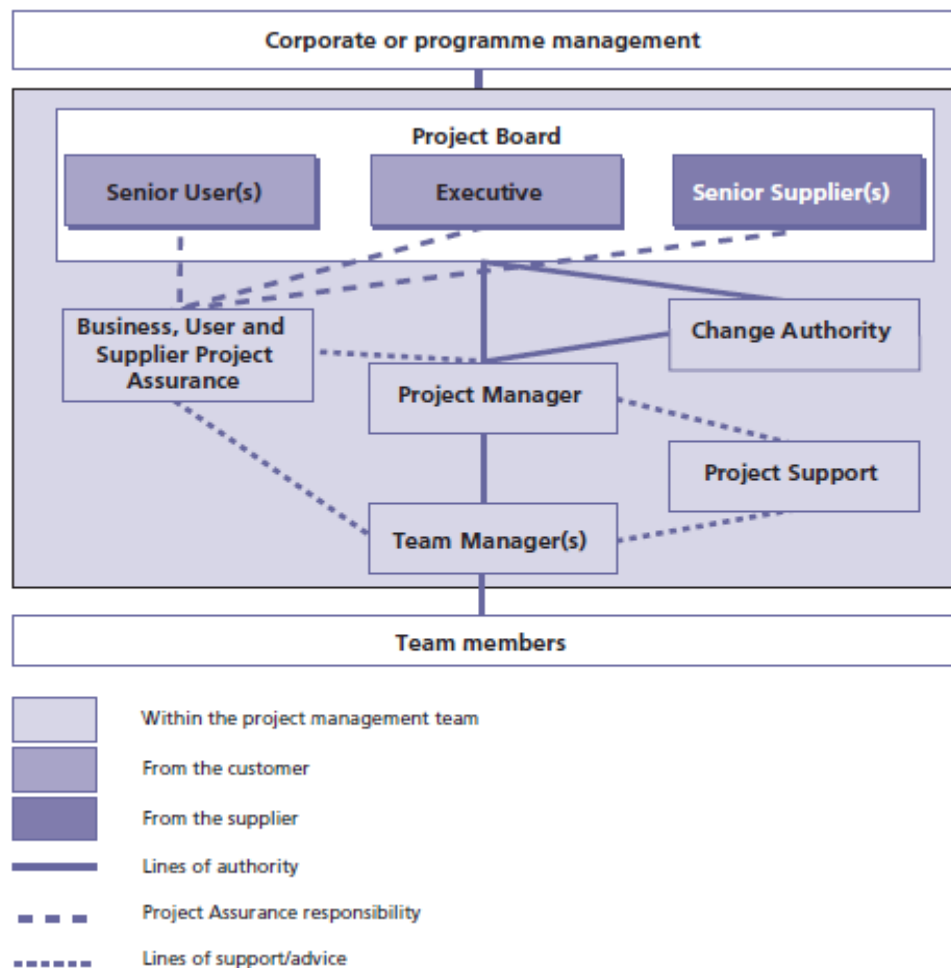 Corporate or programme management
Project Board
Senior User(s)
Executive
Senior Supplier(s)
Business, User and
Supplier Project
Assurance
Change Authority
Project Manager
Project Support
Team Manager(s)
Team members
Within the project management team
From the customer
From the supplier
Lines of authority
Project Assurance responsibility
Lines of support/advice